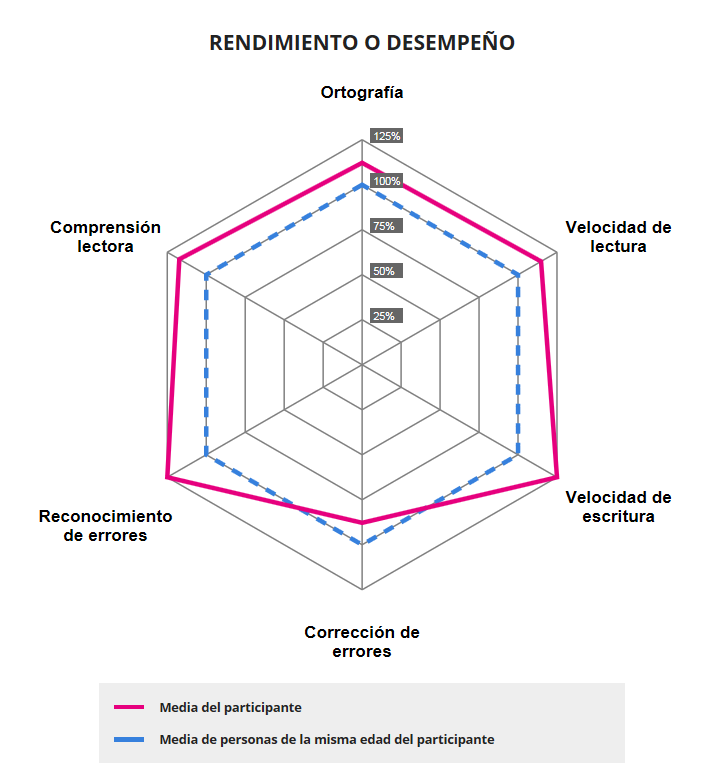 RENDIMIENTO O DESEMPEÑO
Ortografía
125%
100%
75%
50%
25%
Comprensión
lectora
Velocidad de
lectura
Reconocimiento
de errores
Velocidad de
escritura
Corrección de
errores
Media del participante
Media de personas de la misma edad del participante